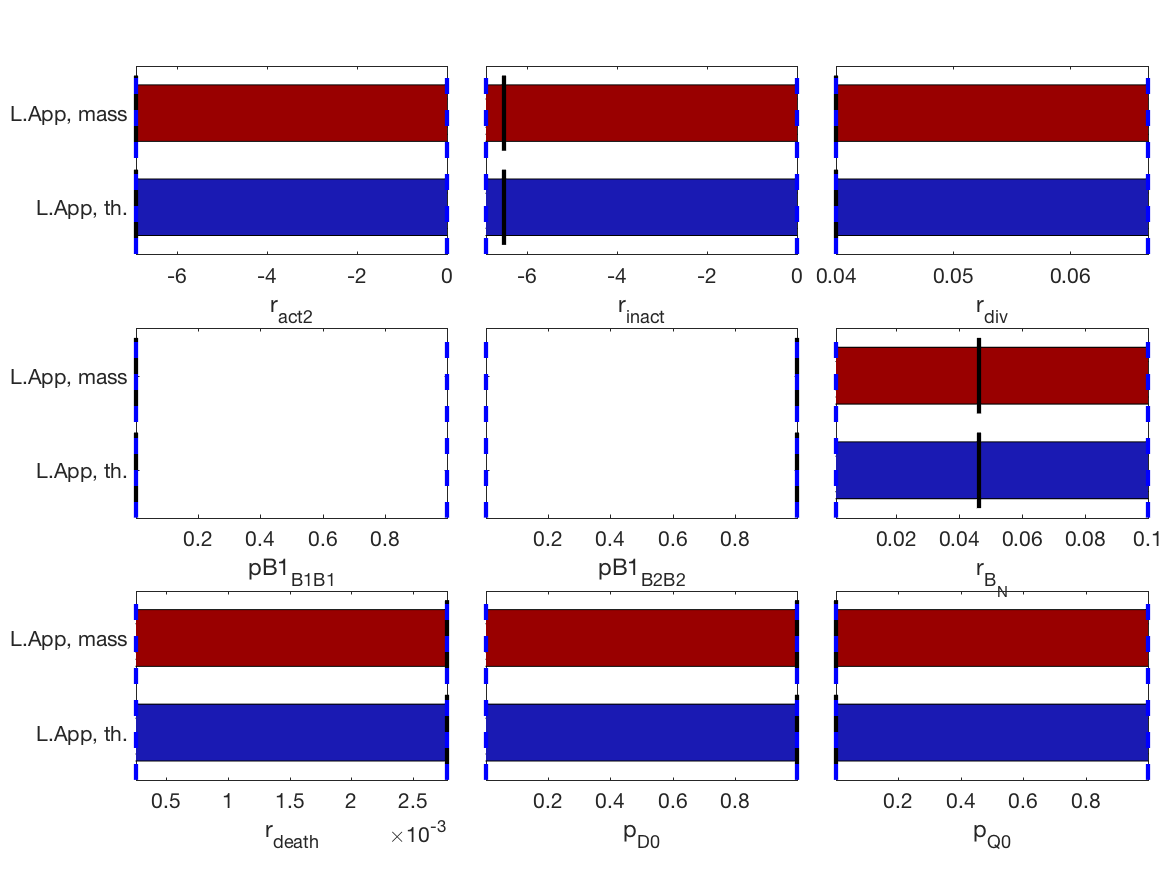 L.App, mass
L.App, th.
-6 -4 -2 0
r_act2
-6 -4 -2 0
r_inact
0.04 0.05 0.06
r_div
L.App, mass
L.App, th.
0.2 0.4 0.6 0.8
pB1_B1B1
0.2 0.4 0.6 0.8
pB1_B2B2
0.02 0.04 0.06 0.08 0.1
r_B_N
L.App, mass
L.App, th.
0.5 1 1.5 2 2.5
×10^-3
r_death
0.2 0.4 0.6 0.8
p_D0
0.2 0.4 0.6 0.8
p_Q0